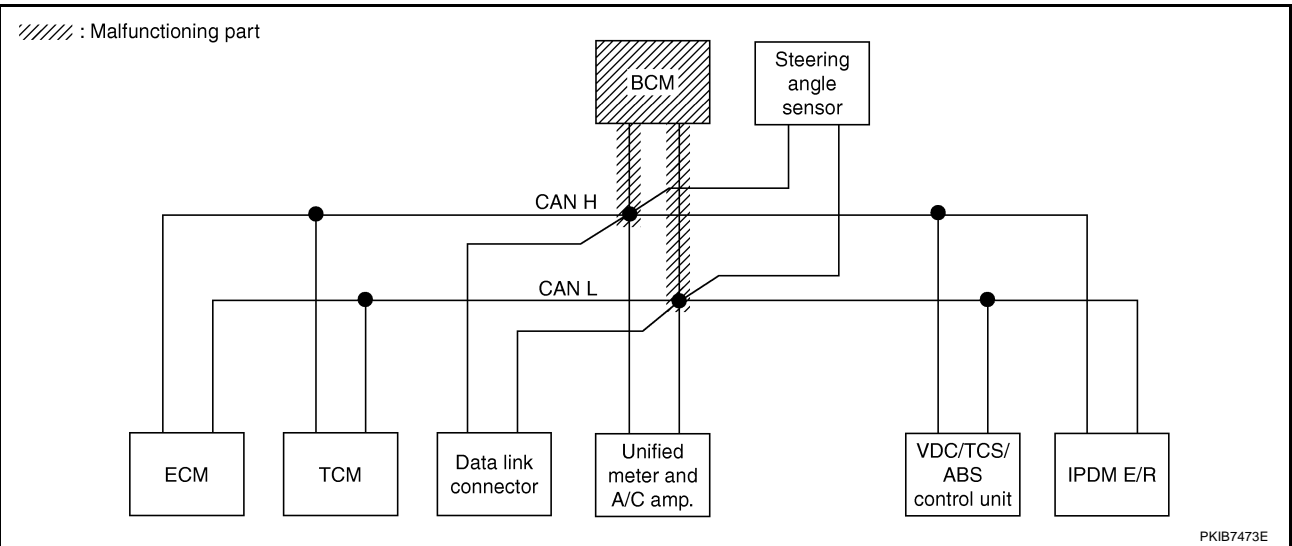 : Malfunctioning part
BCM
Steering
angle
sensor
CAN H
CAN L
ECM
TCM
Data link
connector
Unified
meter and
A/C amp.
VDC/TCS/
ABS
control unit
IPDM E/R
PKIB7473E